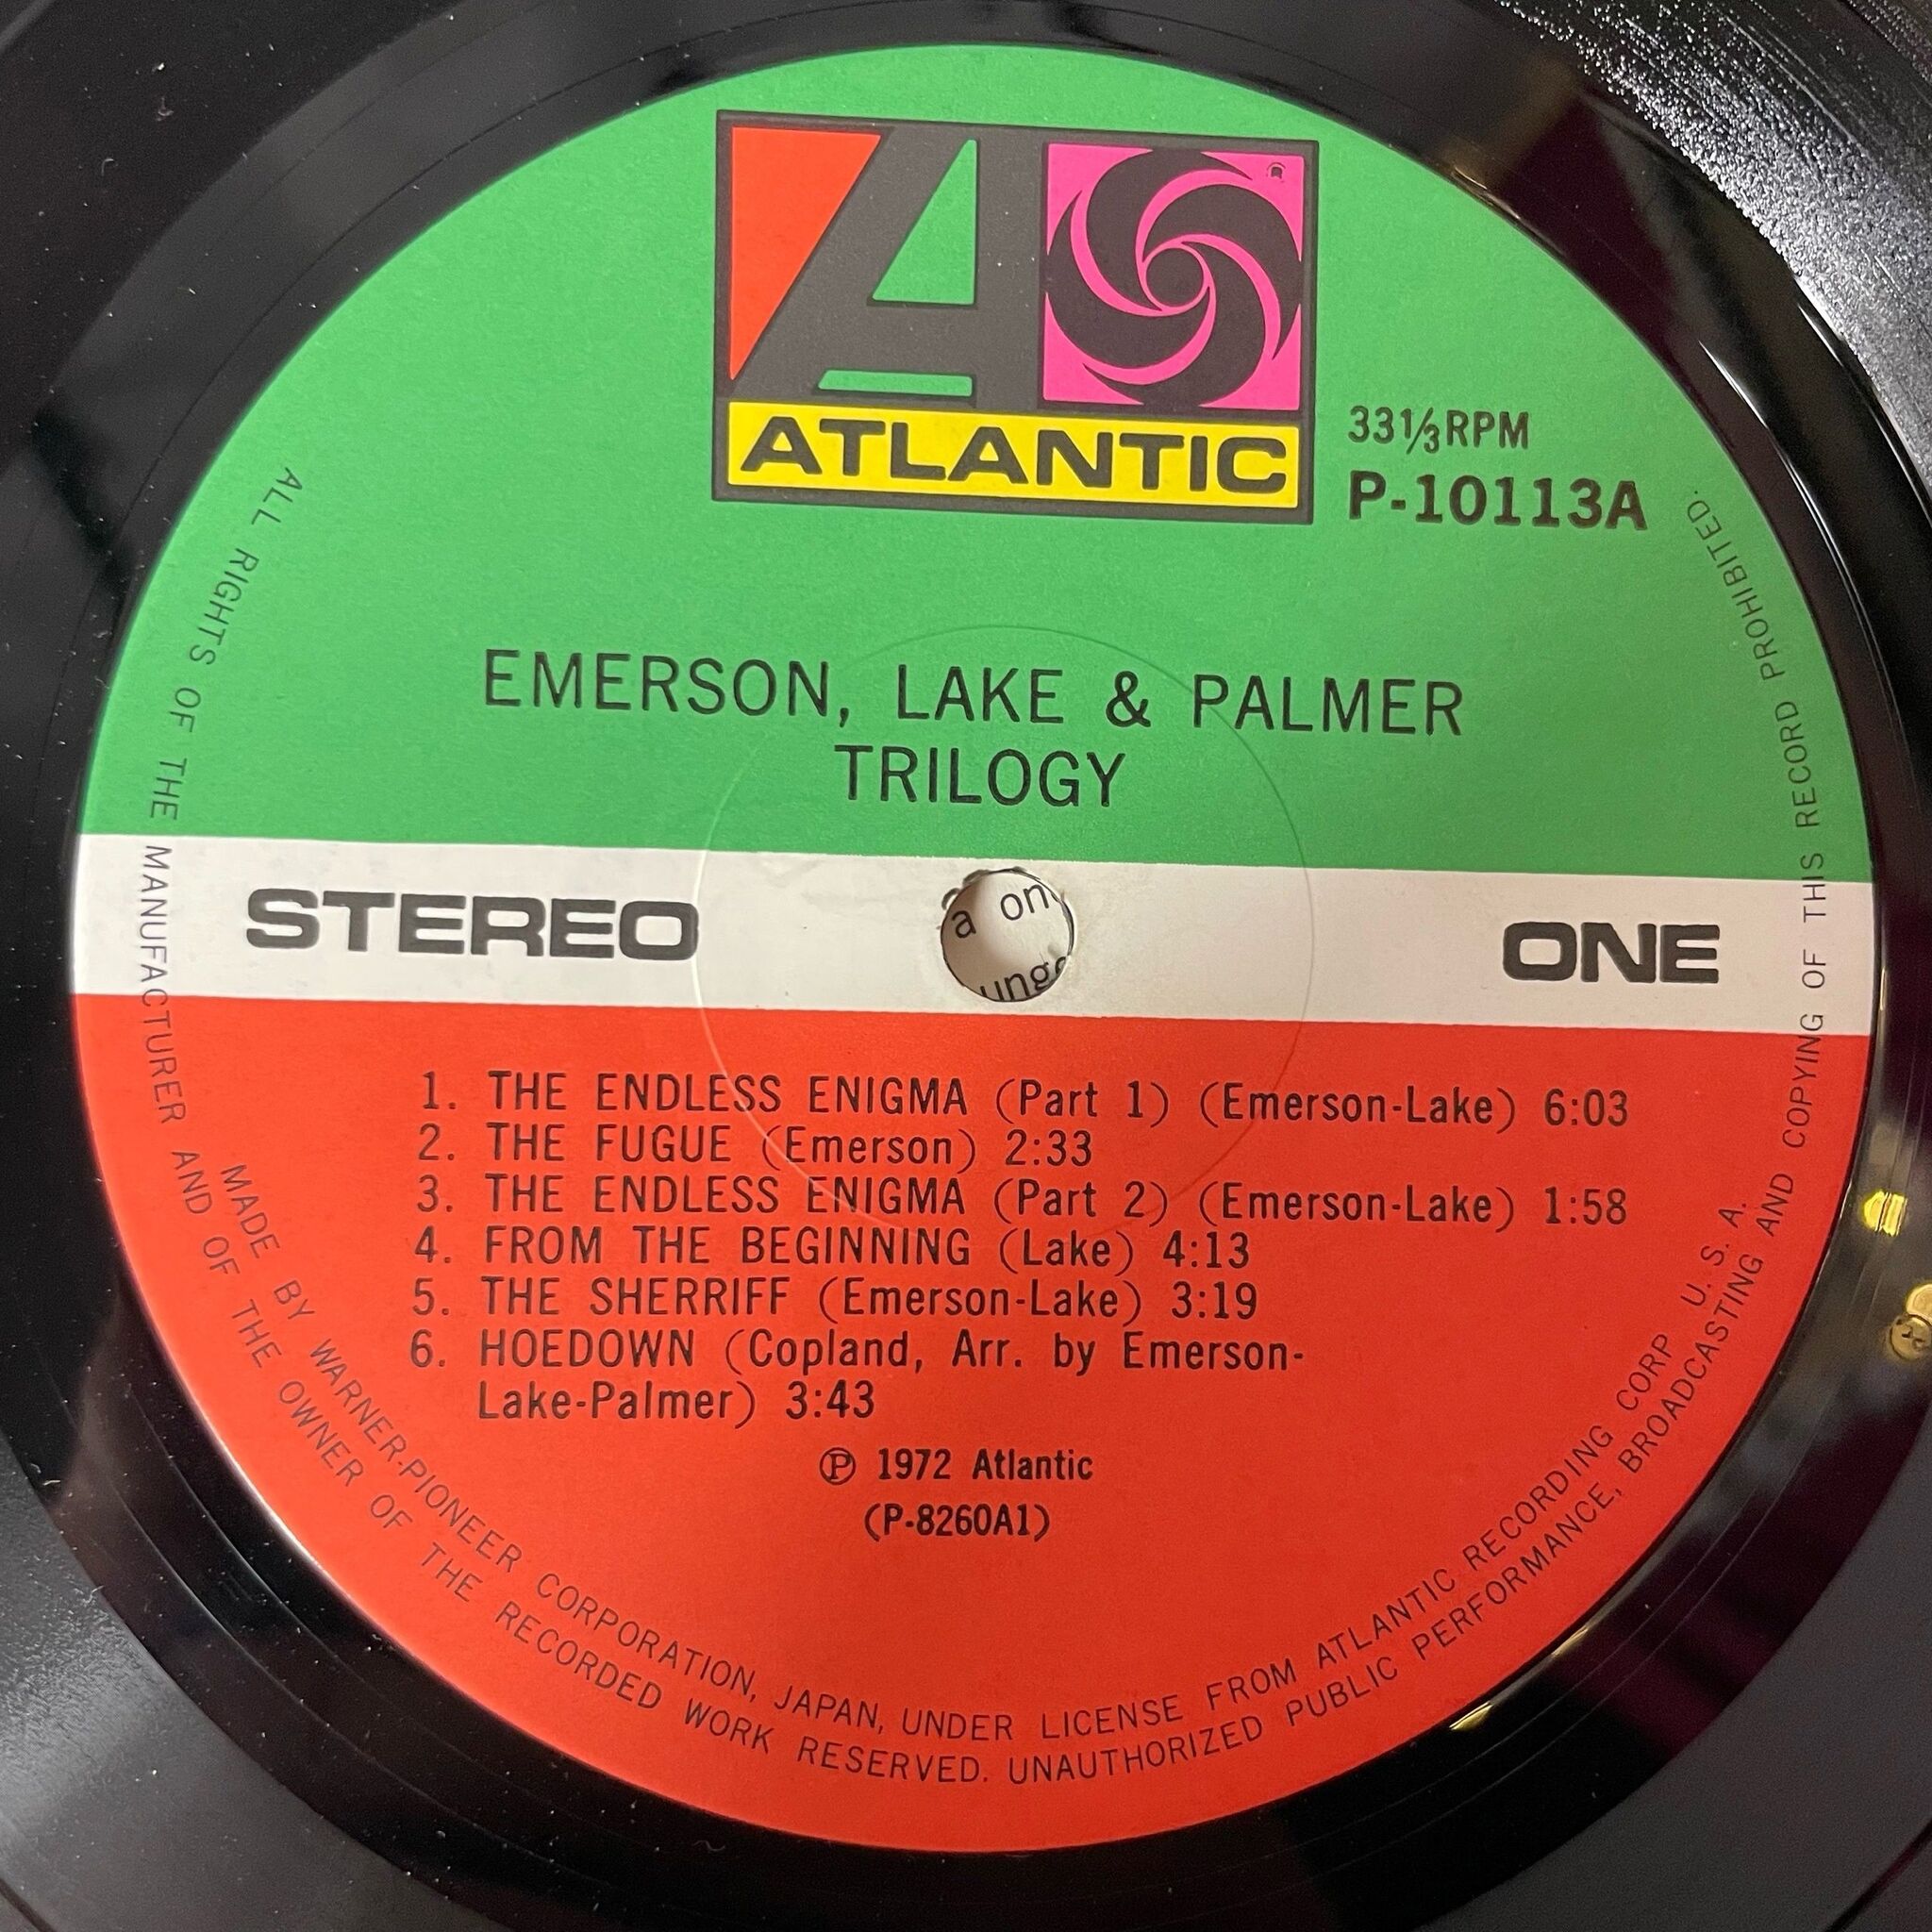 ATLANTIC
33⅓RPM
P-10113A
EMERSON, LAKE & PALMER
TRILOGY
STEREO
ONE
a on
1. THE ENDLESS ENIGMA (Part 1) (Emerson-Lake) 6:03
2. THE FUGUE (Emerson) 2:33
3. THE ENDLESS ENIGMA (Part 2) (Emerson-Lake) 1:58
4. FROM THE BEGINNING (Lake) 4:13
5. THE SHERRIFF (Emerson-Lake) 3:19
6. HOEDOWN (Copland, Arr. by Emerson-
Lake-Palmer) 3:43
℗ 1972 Atlantic
(P-8260A1)
MADE BY WARNER-PIONEER CORPORATION, JAPAN, UNDER LICENSE FROM ATLANTIC RECORDING CORP U. S. A.
ALL RIGHTS OF THE MANUFACTURER AND OF THE OWNER OF THE RECORDED WORK RESERVED. UNAUTHORIZED PUBLIC PERFORMANCE, BROADCASTING AND COPYING OF THIS RECORD PROHIBITED.